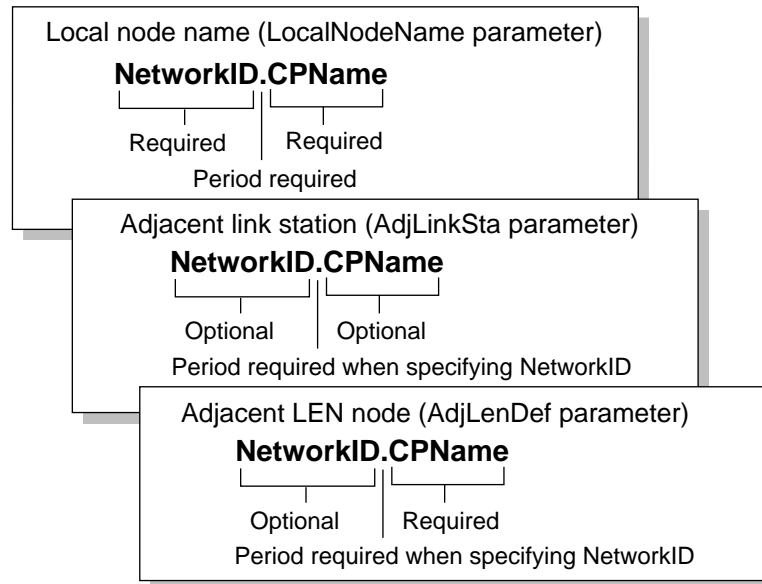 Local node name (LocalNodeName parameter)
NetworkID.CPName
Required Required
Period required
Adjacent link station (AdjLinkSta parameter)
NetworkID.CPName
Optional Optional
Period required when specifying NetworkID
Adjacent LEN node (AdjLenDef parameter)
NetworkID.CPName
Optional Required
Period required when specifying NetworkID